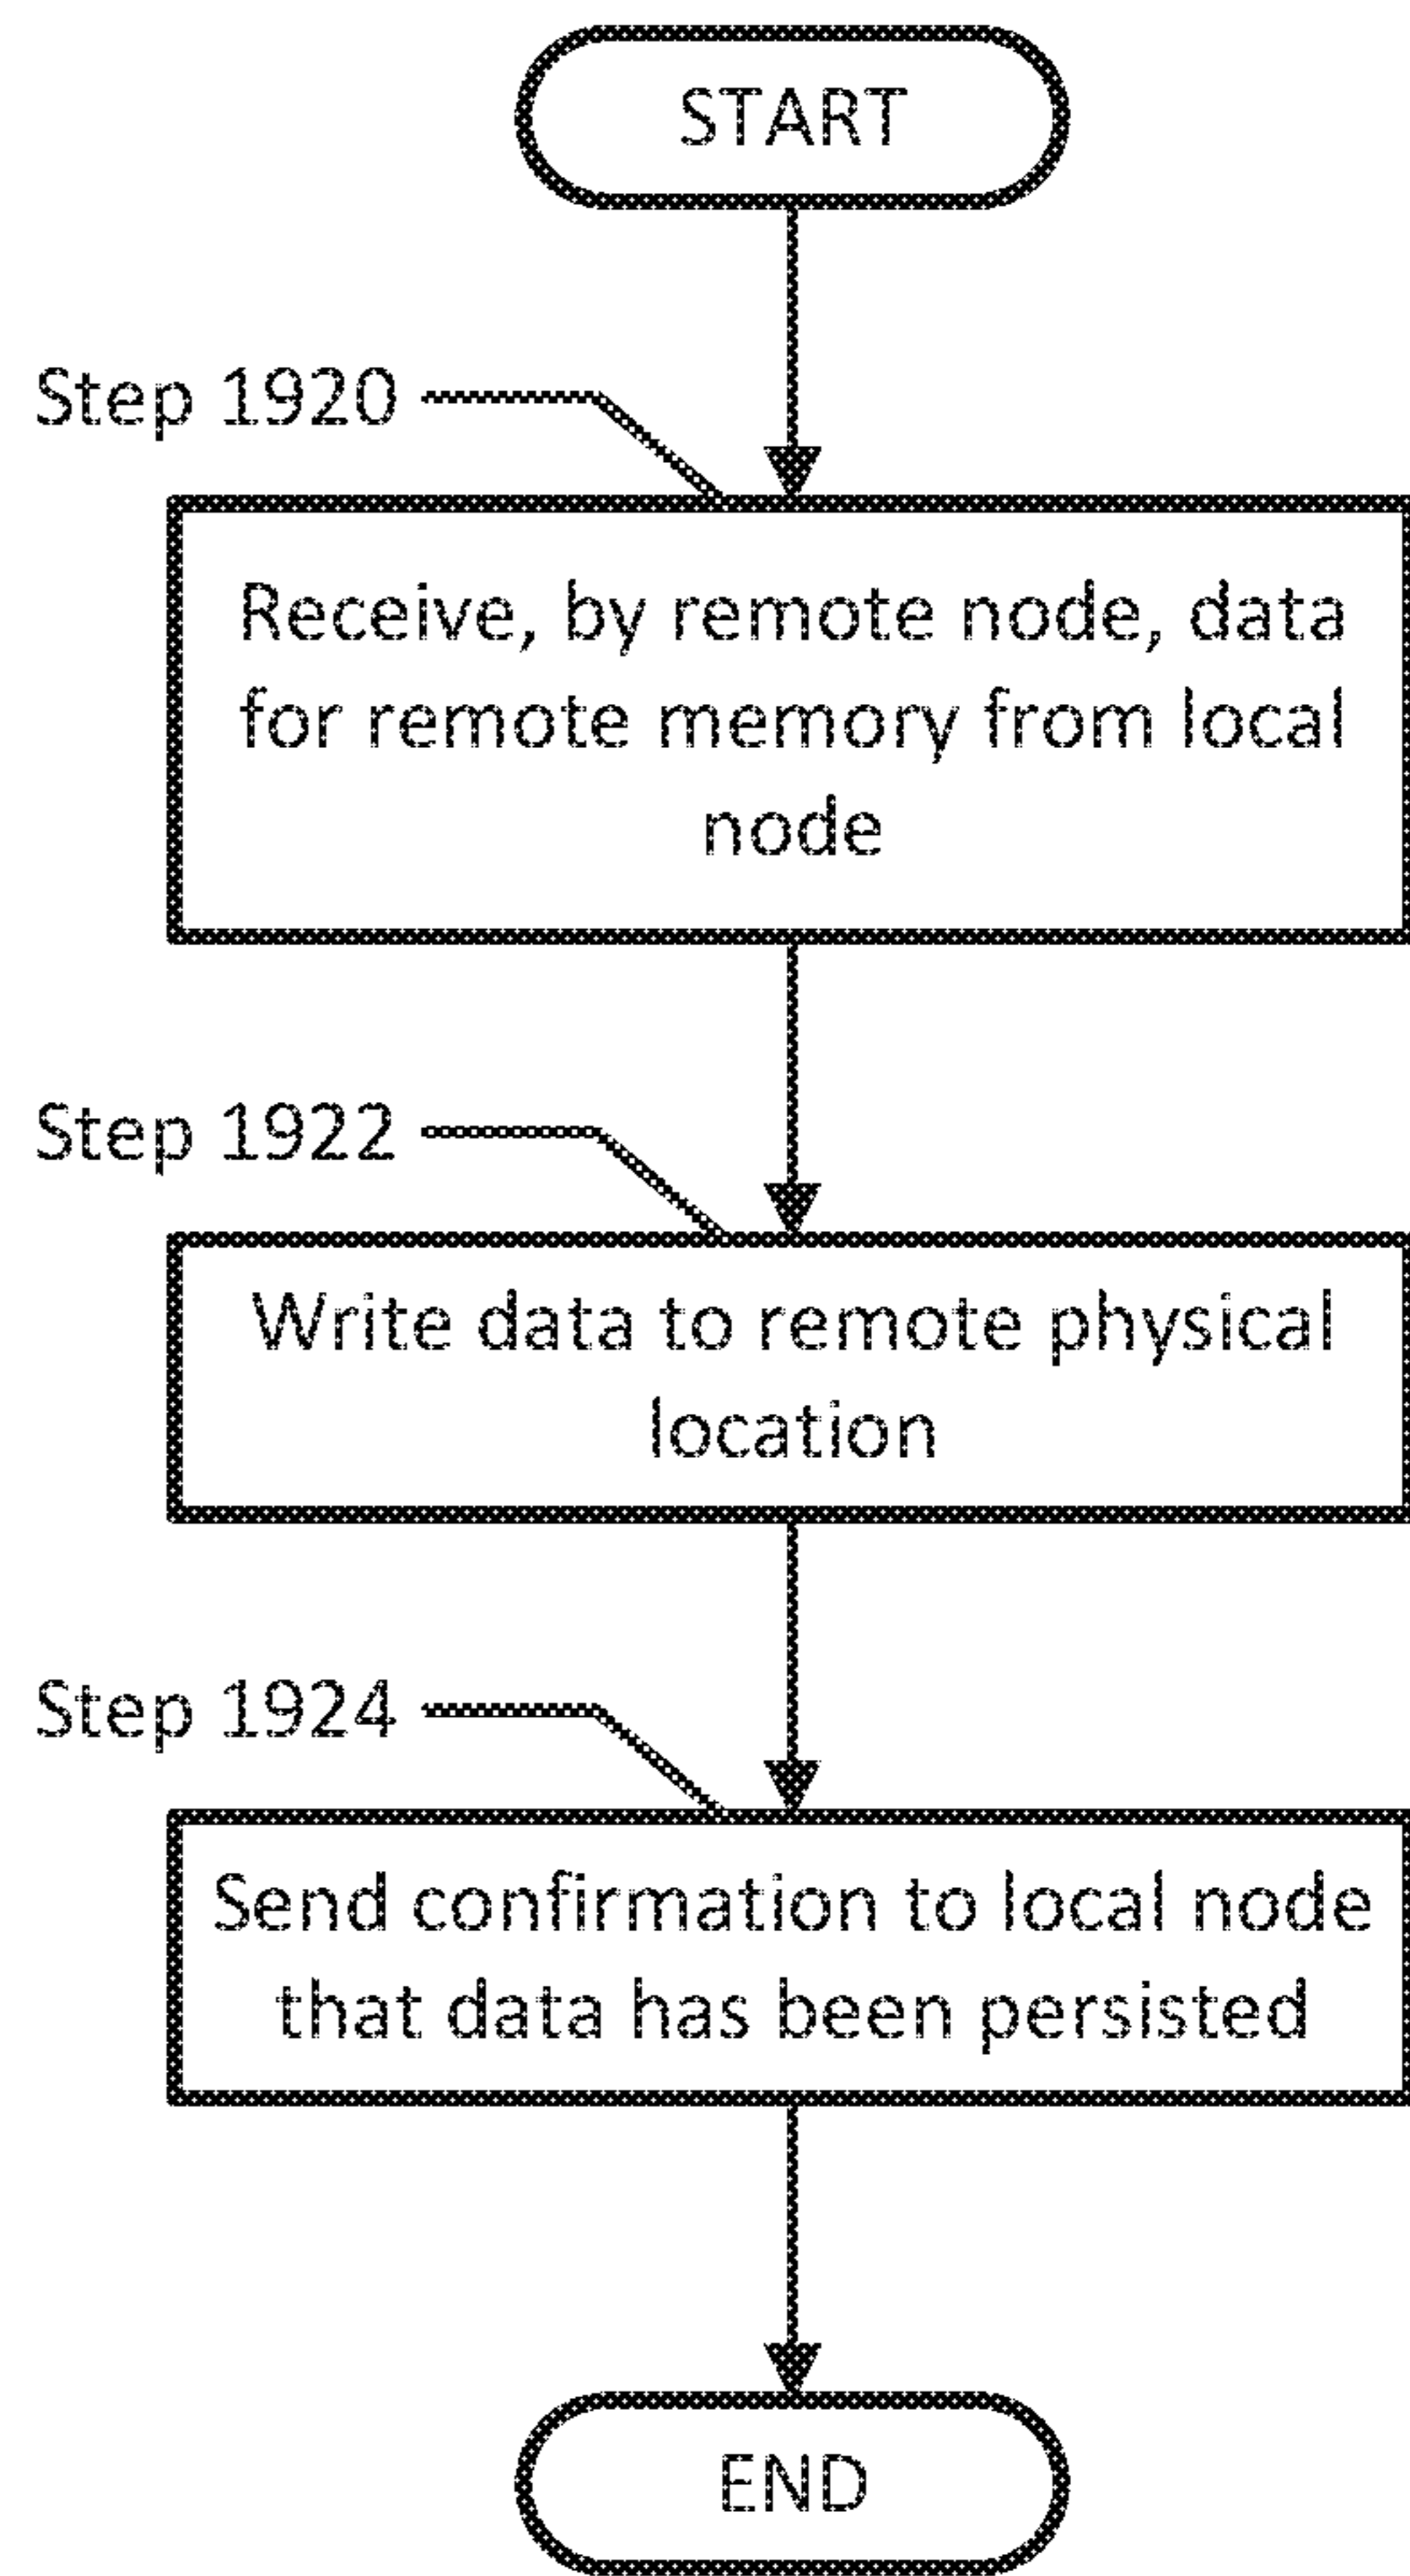 START
Step 1920
Receive, by remote node, data
for remote memory from local
node
Step 1922
Write data to remote physical
location
Step 1924
Send confirmation to local node
that data has been persisted
END